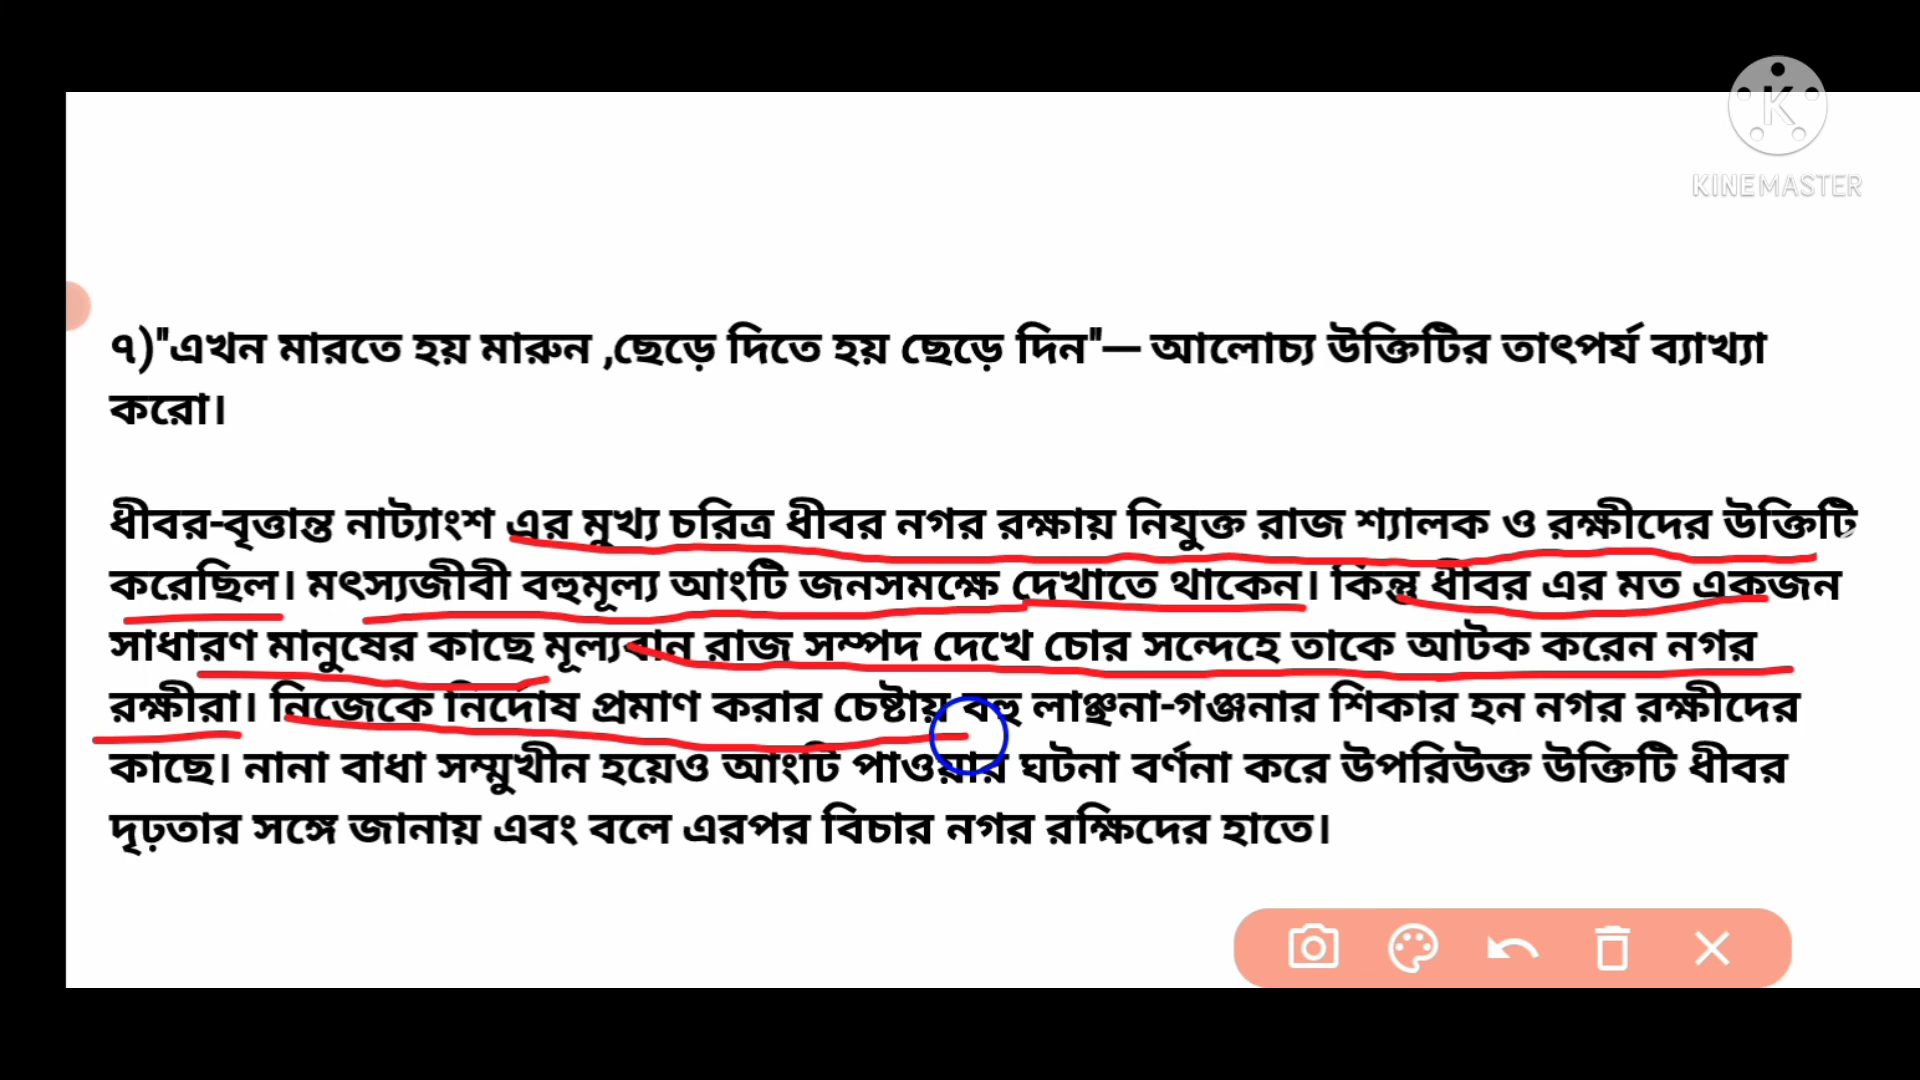 K
KINEMASTER
৭)"এখন মারতে হয় মারুন ,ছেড়ে দিতে হয় ছেড়ে দিন"— আলোচ্য উক্তিটির তাৎপর্য ব্যাখ্যা
করো।
ধীবর-বৃত্তান্ত নাট্যাংশ এর মুখ্য চরিত্র ধীবর নগর রক্ষায় নিযুক্ত রাজ শ্যালক ও রক্ষীদের উক্তিটি
করেছিল। মৎস্যজীবী বহুমূল্য আংটি জনসমক্ষে দেখাতে থাকেন। কিন্তু ধীবর এর মত একজন
সাধারণ মানুষের কাছে মূল্যবান রাজ সম্পদ দেখে চোর সন্দেহে তাকে আটক করেন নগর
রক্ষীরা। নিজেকে নির্দোষ প্রমাণ করার চেষ্টায় বহু লাঞ্ছনা-গঞ্জনার শিকার হন নগর রক্ষীদের
কাছে। নানা বাধা সম্মুখীন হয়েও আংটি পাওয়ার ঘটনা বর্ণনা করে উপরিউক্ত উক্তিটি ধীবর
দৃঢ়তার সঙ্গে জানায় এবং বলে এরপর বিচার নগর রক্ষিদের হাতে।